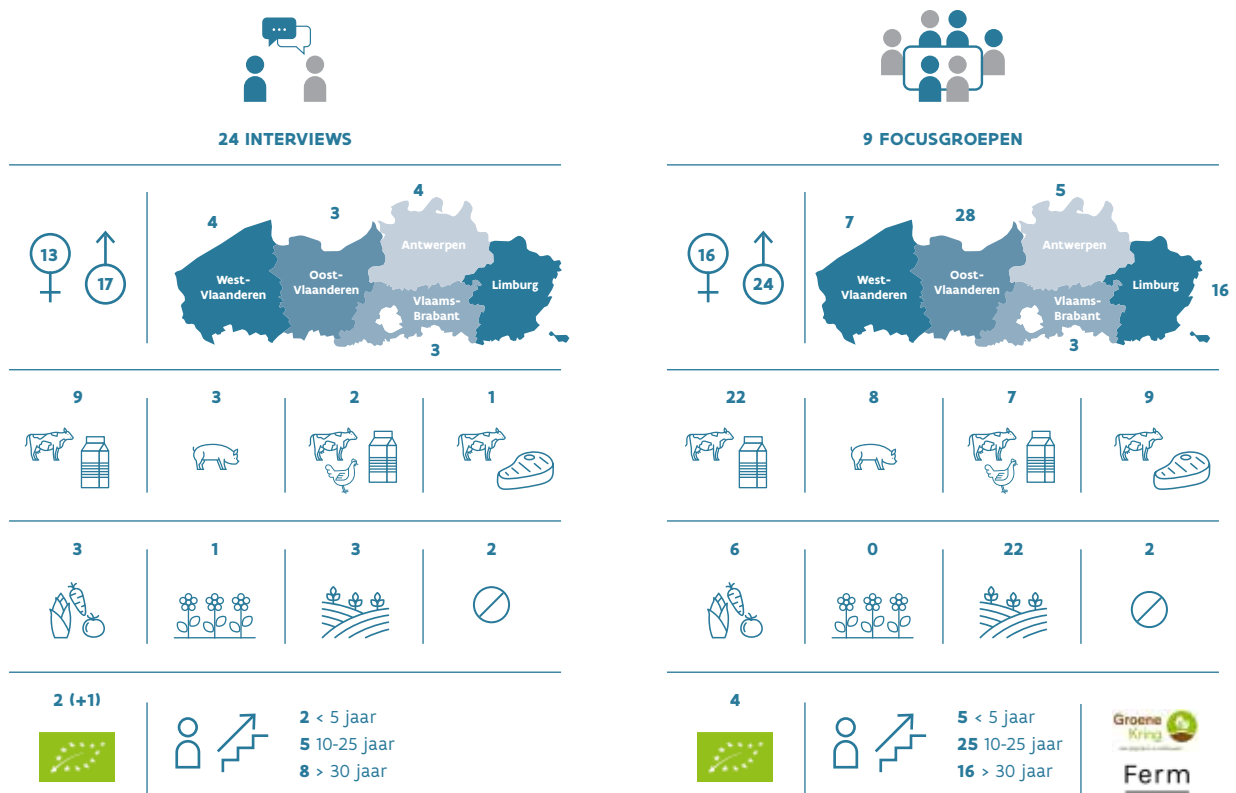 24 INTERVIEWS
13
17
4
3
4
West-
Vlaanderen
Oost-
Vlaanderen
Antwerpen
Vlaams-
Brabant
Limburg
3
9
3
2
1
3
1
3
2
2 (+1)
2 < 5 jaar
5 10-25 jaar
8 > 30 jaar
9 FOCUSGROEPEN
16
24
7
28
5
West-
Vlaanderen
Oost-
Vlaanderen
Antwerpen
Vlaams-
Brabant
Limburg
16
3
22
8
7
9
6
0
22
2
4
5 < 5 jaar
25 10-25 jaar
16 > 30 jaar
Groene
Kring
Ferm